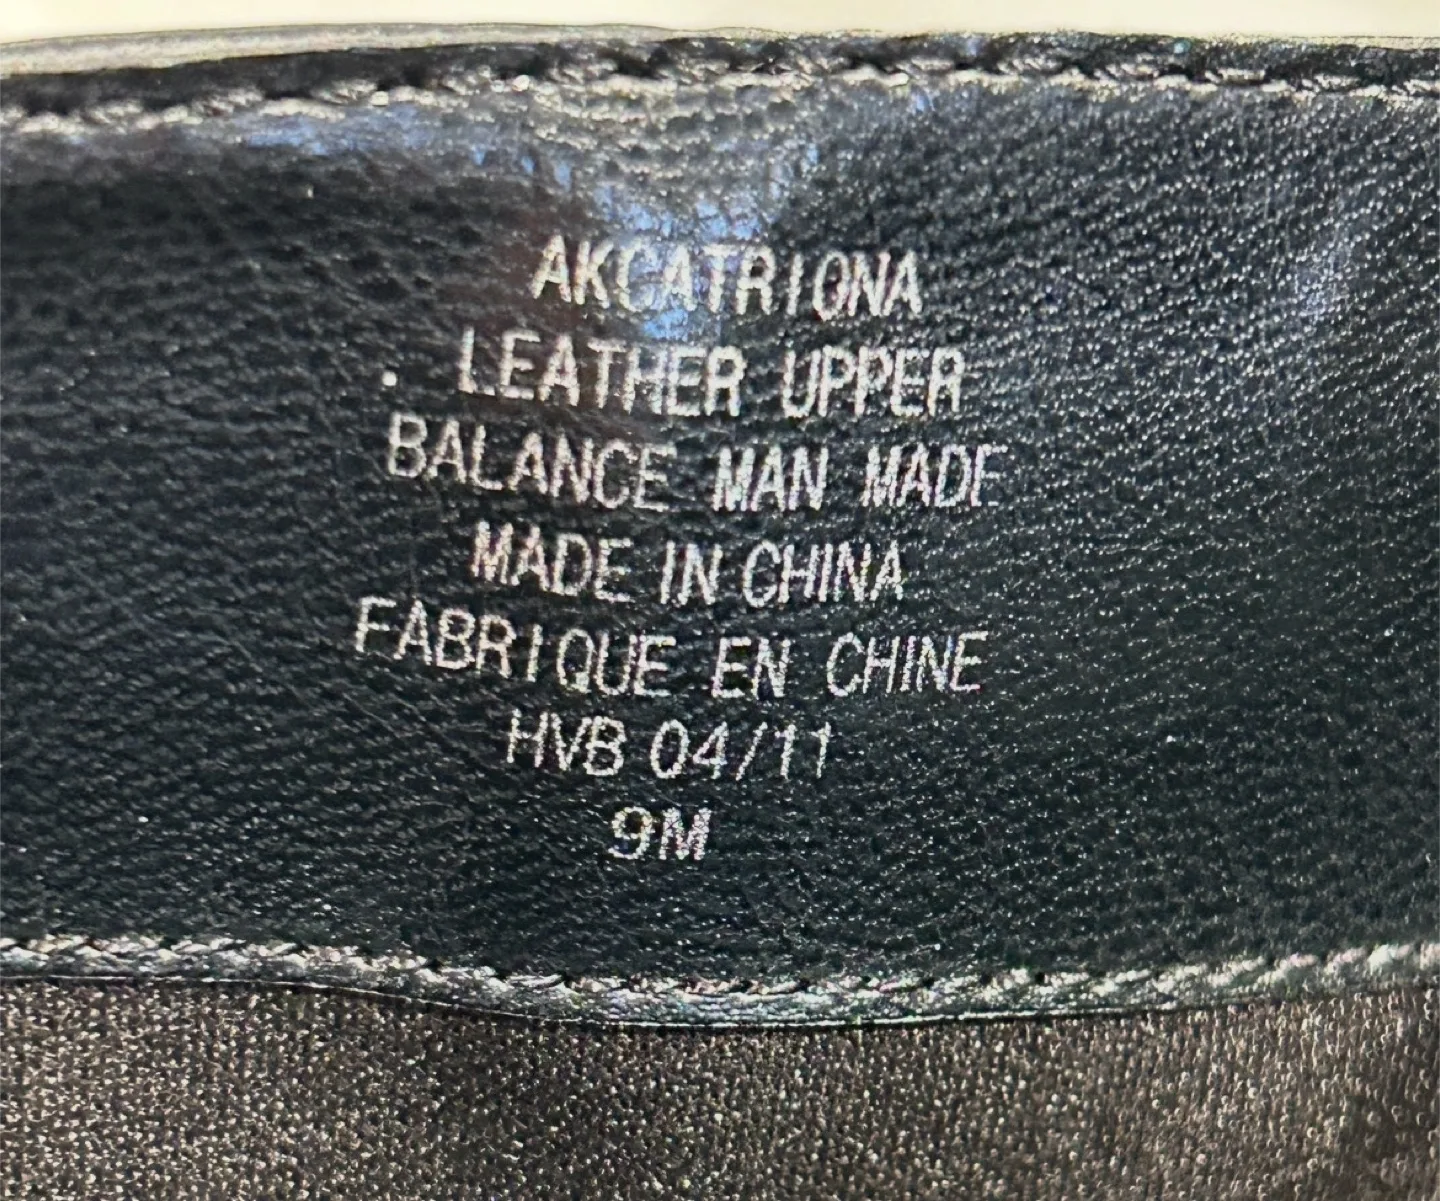 AKCATRIONA
LEATHER UPPER
BALANCE MAN MADE
MADE IN CHINA
FABRIQUE EN CHINE
HVB 04/11
9M